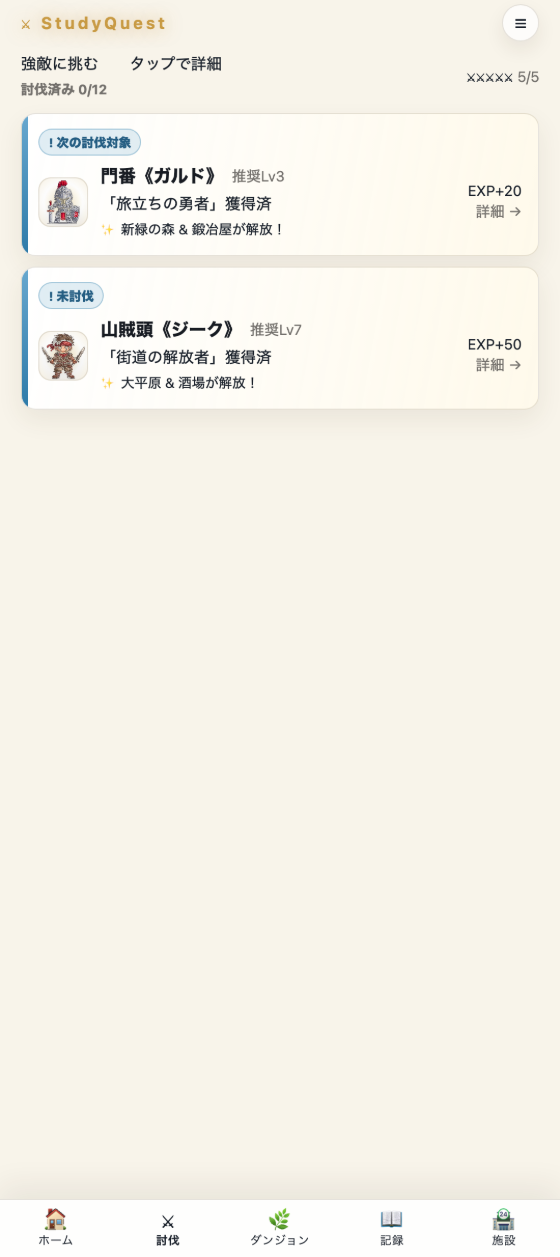 ⚔ StudyQuest
≡
強敵に挑む タップで詳細
討伐済み 0/12
⚔⚔⚔⚔⚔ 5/5
! 次の討伐対象
門番《ガルド》 推奨Lv3
「旅立ちの勇者」獲得済
✨ 新緑の森 & 鍛冶屋が解放！
EXP+20
詳細 →
! 未討伐
山賊頭《ジーク》 推奨Lv7
「街道の解放者」獲得済
✨ 大平原 & 酒場が解放！
EXP+50
詳細 →
ホーム
討伐
ダンジョン
記録
24
施設